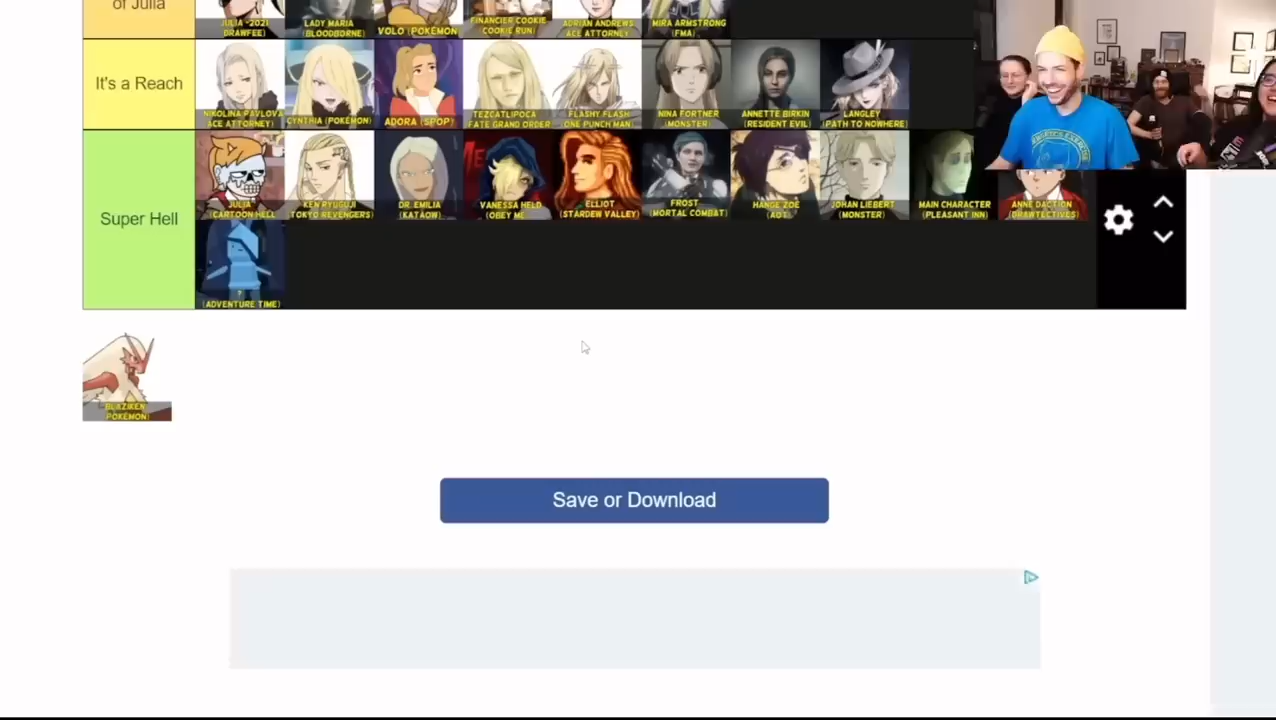 of Julia
JULIA -2021
DRAWFEE)
LADY MARIA
(BLOODBORNE)
VOLO (POKEMON
FINANCIER COOKIE
COOKIE RUN)
ADRIAN ANDREWS
ACE ATTORNEY
MIRA ARMSTRONG
(FMA)
It's a Reach
NIKOLINA PAVLOVA
ACE ATTORNEY)
CYNTHIA (POKEMON)
ADORA (SPOP)
TEZCATLIPOCA
FATE GRAND ORDER
FLASHY FLASH
(ONE PUNCH MAN)
NINA FORTNER
(MONSTER)
ANNETTE BIRKIN
(RESIDENT EVIL)
LANGLEY
(PATH TO NOWHERE)
Super Hell
JULIA
(CARTOON HELL
KEN RYUGUJI
TOKYO REVENGERS)
DR. EMILIA
(KATAOW)
VANESSA HELD
(OBEY ME
ELLIOT
(STARDEW VALLEY)
FROST
(MORTAL COMBAT)
HANGE ZOE
(AOT)
JOHAN LIEBERT
(MONSTER)
MAIN CHARACTER
(PLEASANT INN)
ANNE DACTION
(DRAWTECTIVES)
?
(ADVENTURE TIME)
BLAZIKEN
POKEMON)
Save or Download